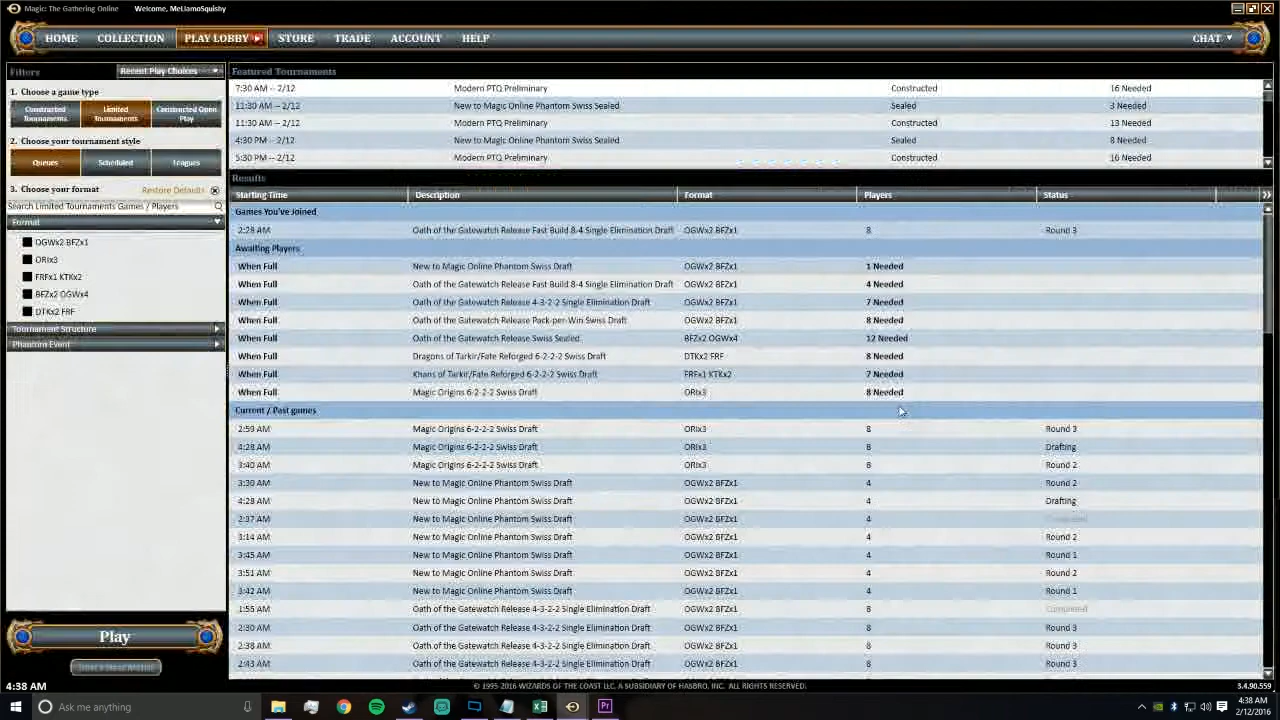 Magic: The Gathering Online Welcome, MeLlamoSquishy
HOME COLLECTION PLAY LOBBY STORE TRADE ACCOUNT HELP CHAT
Filters Recent Play Choices
1. Choose a game type
Constructed Tournaments Limited Tournaments Constructed Open Play
2. Choose your tournament style
Queues Scheduled Leagues
3. Choose your format Restore Defaults
Search Limited Tournaments Games / Players
Format
OGWx2 BFZx1
ORIx3
FRFx1 KTKx2
BFZx2 OGWx4
DTKx2 FRF
Tournament Structure
Phantom Event
Play
4:38 AM
Featured Tournaments
7:30 AM -- 2/12 Modern PTQ Preliminary Constructed 16 Needed
11:30 AM -- 2/12 New to Magic Online Phantom Swiss Sealed Sealed 3 Needed
11:30 AM -- 2/12 Modern PTQ Preliminary Constructed 13 Needed
4:30 PM -- 2/12 New to Magic Online Phantom Swiss Sealed Sealed 8 Needed
5:30 PM -- 2/12 Modern PTQ Preliminary Constructed 16 Needed
Results
Starting Time Description Format Players Status
Games You've Joined
2:28 AM Oath of the Gatewatch Release Fast Build 8-4 Single Elimination Draft OGWx2 BFZx1 8 Round 3
Awaiting Players
When Full New to Magic Online Phantom Swiss Draft OGWx2 BFZx1 1 Needed
When Full Oath of the Gatewatch Release Fast Build 8-4 Single Elimination Draft OGWx2 BFZx1 4 Needed
When Full Oath of the Gatewatch Release 4-3-2-2 Single Elimination Draft OGWx2 BFZx1 7 Needed
When Full Oath of the Gatewatch Release Pack-per-Win Swiss Draft OGWx2 BFZx1 8 Needed
When Full Oath of the Gatewatch Release Swiss Sealed BFZx2 OGWx4 12 Needed
When Full Dragons of Tarkir/Fate Reforged 6-2-2-2 Swiss Draft DTKx2 FRF 8 Needed
When Full Khans of Tarkir/Fate Reforged 6-2-2-2 Swiss Draft FRFx1 KTKx2 7 Needed
When Full Magic Origins 6-2-2-2 Swiss Draft ORIx3 8 Needed
Current / Past games
2:59 AM Magic Origins 6-2-2-2 Swiss Draft ORIx3 8 Round 3
4:28 AM Magic Origins 6-2-2-2 Swiss Draft ORIx3 8 Drafting
3:40 AM Magic Origins 6-2-2-2 Swiss Draft ORIx3 8 Round 2
3:30 AM New to Magic Online Phantom Swiss Draft OGWx2 BFZx1 4 Round 2
4:28 AM New to Magic Online Phantom Swiss Draft OGWx2 BFZx1 4 Drafting
2:37 AM New to Magic Online Phantom Swiss Draft OGWx2 BFZx1 4
3:14 AM New to Magic Online Phantom Swiss Draft OGWx2 BFZx1 4 Round 2
3:45 AM New to Magic Online Phantom Swiss Draft OGWx2 BFZx1 4 Round 1
3:51 AM New to Magic Online Phantom Swiss Draft OGWx2 BFZx1 4 Round 2
3:42 AM New to Magic Online Phantom Swiss Draft OGWx2 BFZx1 4 Round 1
1:55 AM Oath of the Gatewatch Release 4-3-2-2 Single Elimination Draft OGWx2 BFZx1 8 Completed
2:30 AM Oath of the Gatewatch Release 4-3-2-2 Single Elimination Draft OGWx2 BFZx1 8 Round 3
2:38 AM Oath of the Gatewatch Release 4-3-2-2 Single Elimination Draft OGWx2 BFZx1 8 Round 3
2:43 AM Oath of the Gatewatch Release 4-3-2-2 Single Elimination Draft OGWx2 BFZx1 8 Round 3
© 1995-2016 WIZARDS OF THE COAST LLC, A SUBSIDIARY OF HASBRO, INC. ALL RIGHTS RESERVED. 3.4.90.559
Ask me anything
4:38 AM
2/12/2016